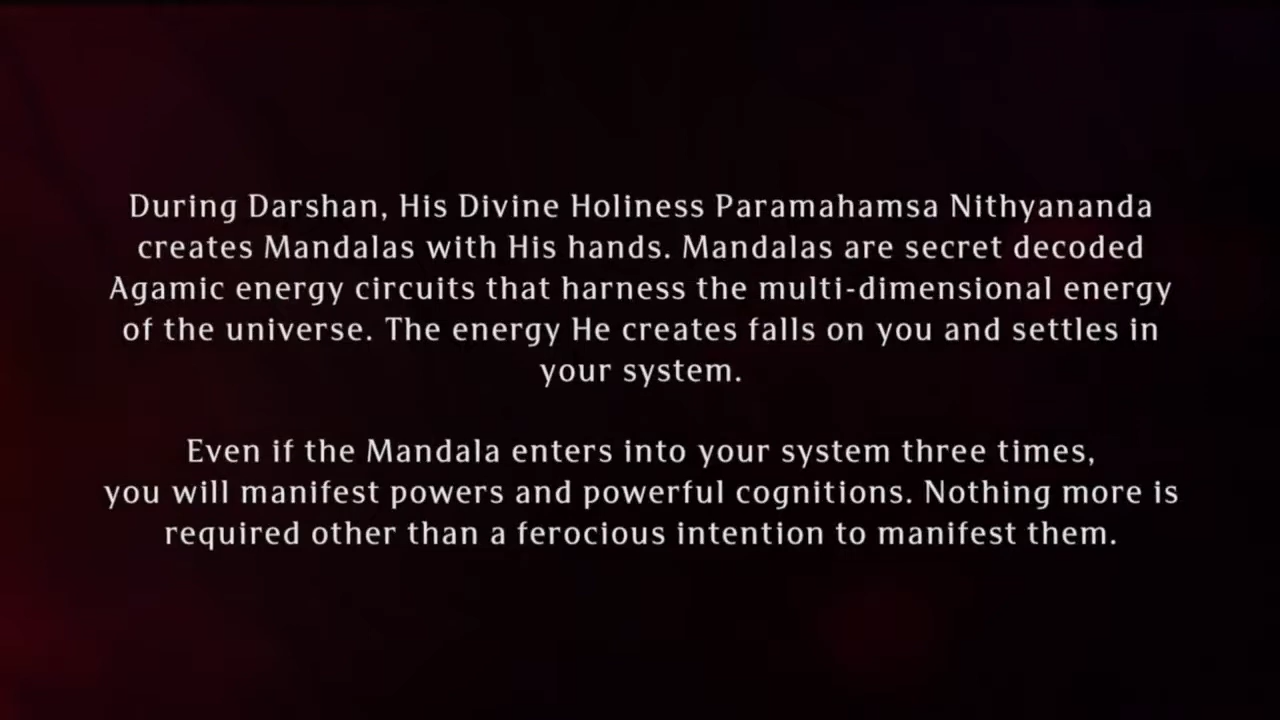 During Darshan, His Divine Holiness Paramahamsa Nithyananda
creates Mandalas with His hands. Mandalas are secret decoded
Agamic energy circuits that harness the multi-dimensional energy
of the universe. The energy He creates falls on you and settles in
your system.
Even if the Mandala enters into your system three times,
you will manifest powers and powerful cognitions. Nothing more is
required other than a ferocious intention to manifest them.